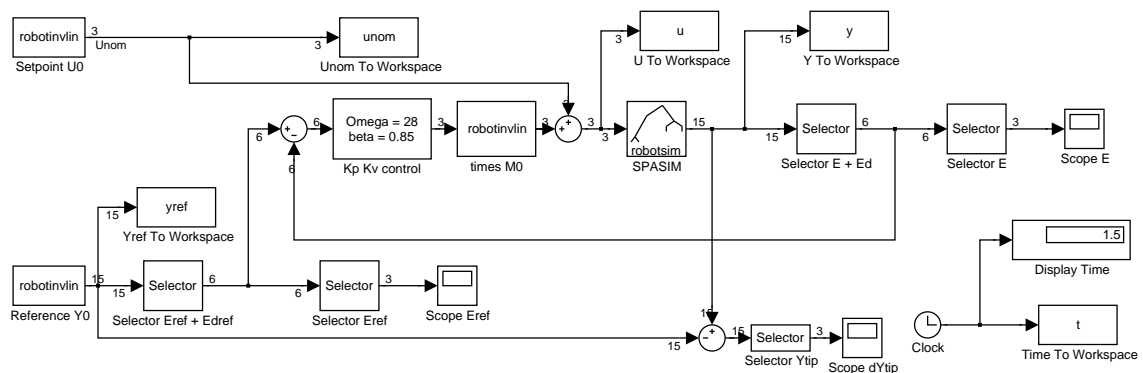 robotinvlin
Setpoint U0
3
Unom
3
unom
Unom To Workspace
3
u
U To Workspace
15
y
Y To Workspace
6
6
Omega = 28
beta = 0.85
Kp Kv control
3
robotinvlin
times M0
3
3
3
robotsim
SPASIM
15
15
Selector
Selector E + Ed
6
6
Selector
Selector E
3
Scope E
6
15
yref
Yref To Workspace
robotinvlin
Reference Y0
15
15
Selector
Selector Eref + Edref
6
6
Selector
Selector Eref
3
Scope Eref
15
15
15
Selector
Selector Ytip
3
Scope dYtip
1.5
Display Time
Clock
t
Time To Workspace